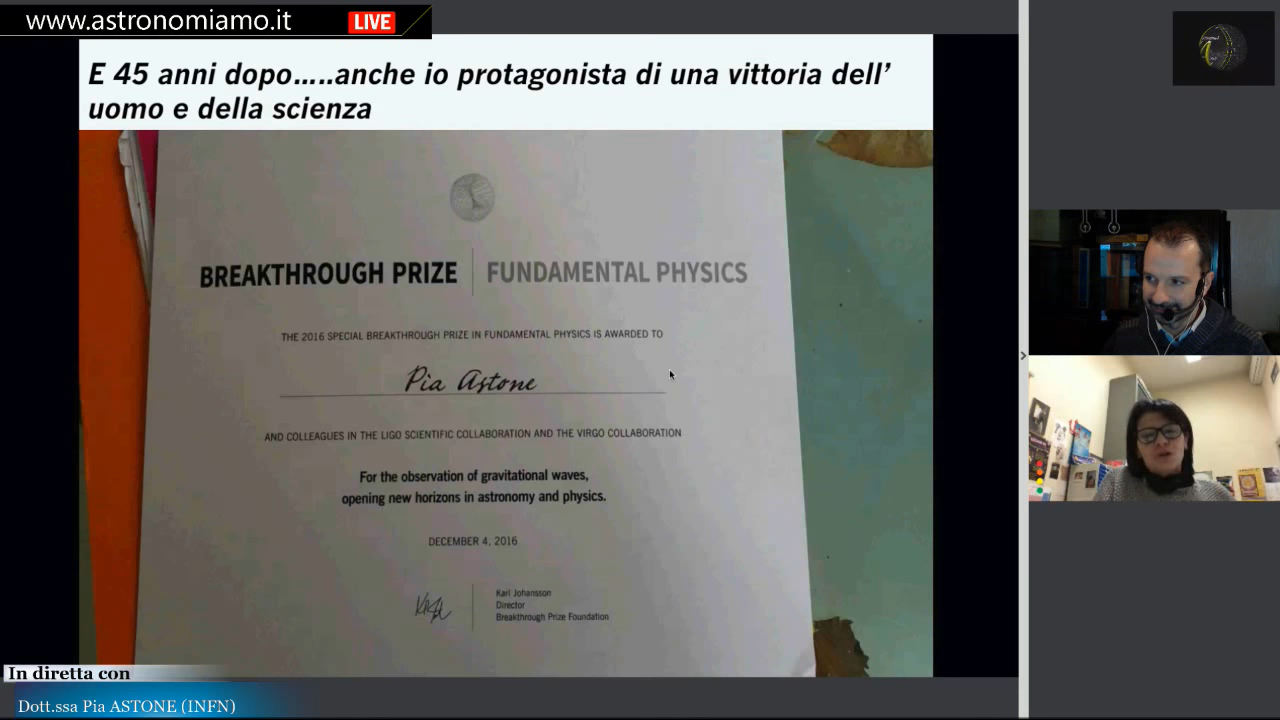 www.astronomiamo.it LIVE
E 45 anni dopo.....anche io protagonista di una vittoria dell'
uomo e della scienza
BREAKTHROUGH PRIZE FUNDAMENTAL PHYSICS
THE 2016 SPECIAL BREAKTHROUGH PRIZE IN FUNDAMENTAL PHYSICS IS AWARDED TO
Pia Astone
AND COLLEAGUES IN THE LIGO SCIENTIFIC COLLABORATION AND THE VIRGO COLLABORATION
For the observation of gravitational waves,
opening new horizons in astronomy and physics.
DECEMBER 4, 2016
Karl Johansson
Director
Breakthrough Prize Foundation
In diretta con
Dott.ssa Pia ASTONE (INFN)